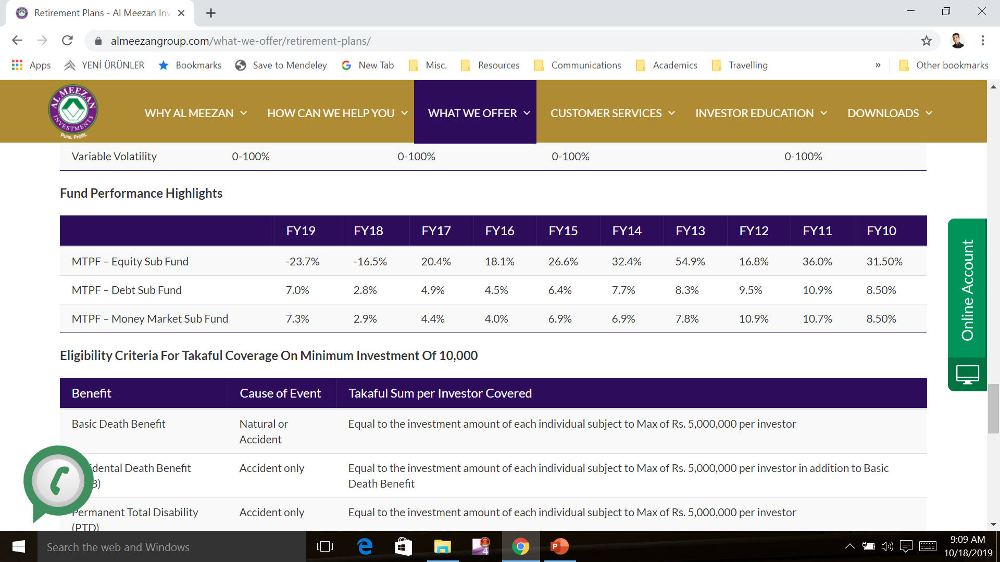 Retirement Plans - Al Meezan Inv
almeezangroup.com/what-we-offer/retirement-plans/
Apps YENİ ÜRÜNLER Bookmarks Save to Mendeley New Tab Misc. Resources Communications Academics Travelling » Other bookmarks
AL MEEZAN INVESTMENTS
Pure. Profit.
WHY AL MEEZAN HOW CAN WE HELP YOU WHAT WE OFFER CUSTOMER SERVICES INVESTOR EDUCATION DOWNLOADS
Variable Volatility 0-100% 0-100% 0-100% 0-100%
Fund Performance Highlights
FY19 FY18 FY17 FY16 FY15 FY14 FY13 FY12 FY11 FY10
MTPF – Equity Sub Fund -23.7% -16.5% 20.4% 18.1% 26.6% 32.4% 54.9% 16.8% 36.0% 31.50%
MTPF – Debt Sub Fund 7.0% 2.8% 4.9% 4.5% 6.4% 7.7% 8.3% 9.5% 10.9% 8.50%
MTPF – Money Market Sub Fund 7.3% 2.9% 4.4% 4.0% 6.9% 6.9% 7.8% 10.9% 10.7% 8.50%
Online Account
Eligibility Criteria For Takaful Coverage On Minimum Investment Of 10,000
Benefit Cause of Event Takaful Sum per Investor Covered
Basic Death Benefit Natural or Equal to the investment amount of each individual subject to Max of Rs. 5,000,000 per investor
Accident
idental Death Benefit Accident only Equal to the investment amount of each individual subject to Max of Rs. 5,000,000 per investor in addition to Basic
B) Death Benefit
Permanent Total Disability Accident only Equal to the investment amount of each individual subject to Max of Rs. 5,000,000 per investor
(PTD)
Search the web and Windows
4
P
9:09 AM
10/18/2019